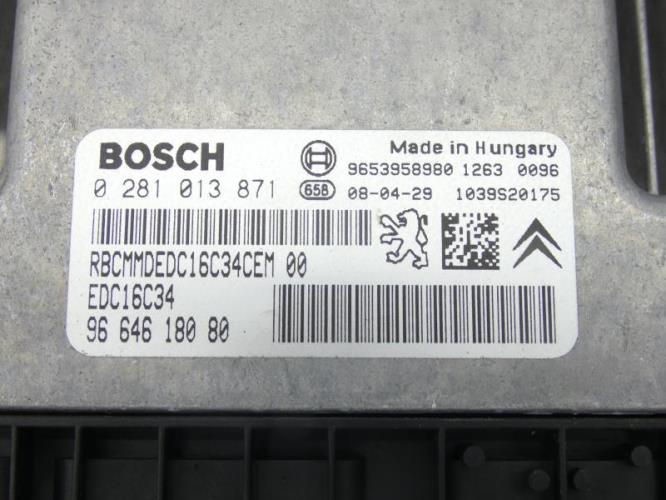 BOSCH
Made in Hungary
9653958980 1263 0096
0 281 013 871
658
08-04-29 1039S20175
RBCMMDEDC16C34CEM 00
EDC16C34
96 646 180 80